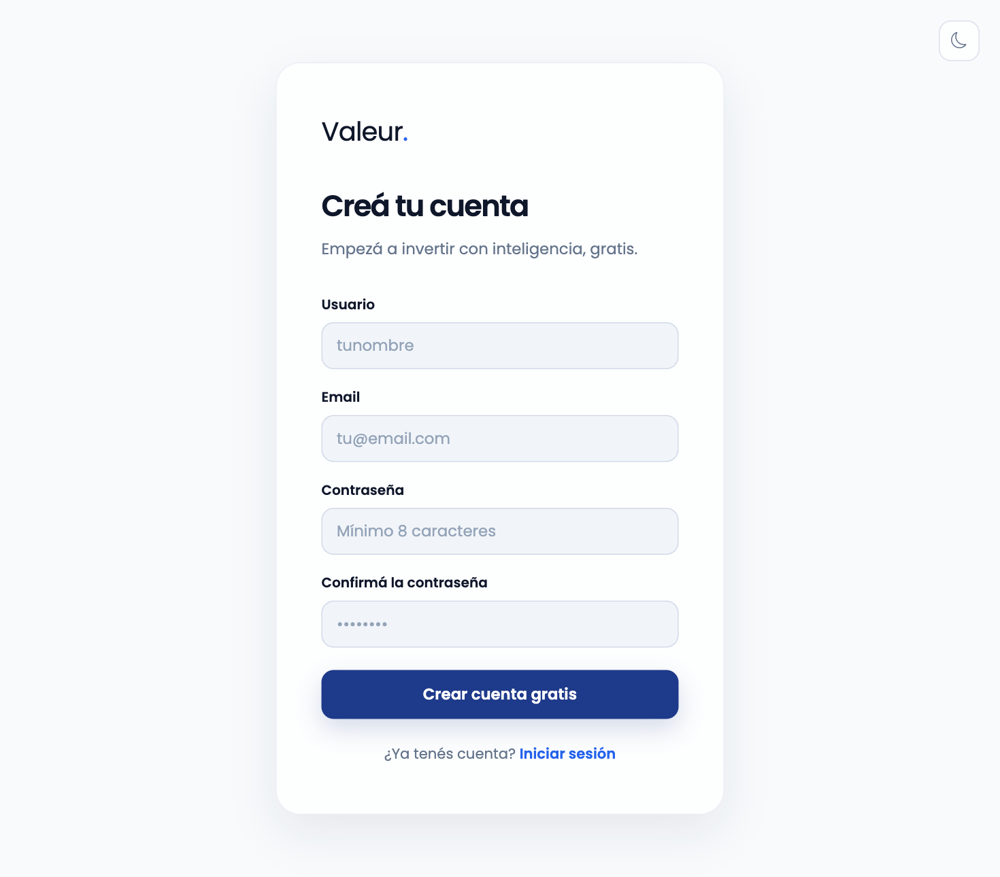 Valeur.
Creá tu cuenta
Empezá a invertir con inteligencia, gratis.
Usuario
tunombre
Email
tu@email.com
Contraseña
Mínimo 8 caracteres
Confirmá la contraseña
••••••••
Crear cuenta gratis
¿Ya tenés cuenta? Iniciar sesión